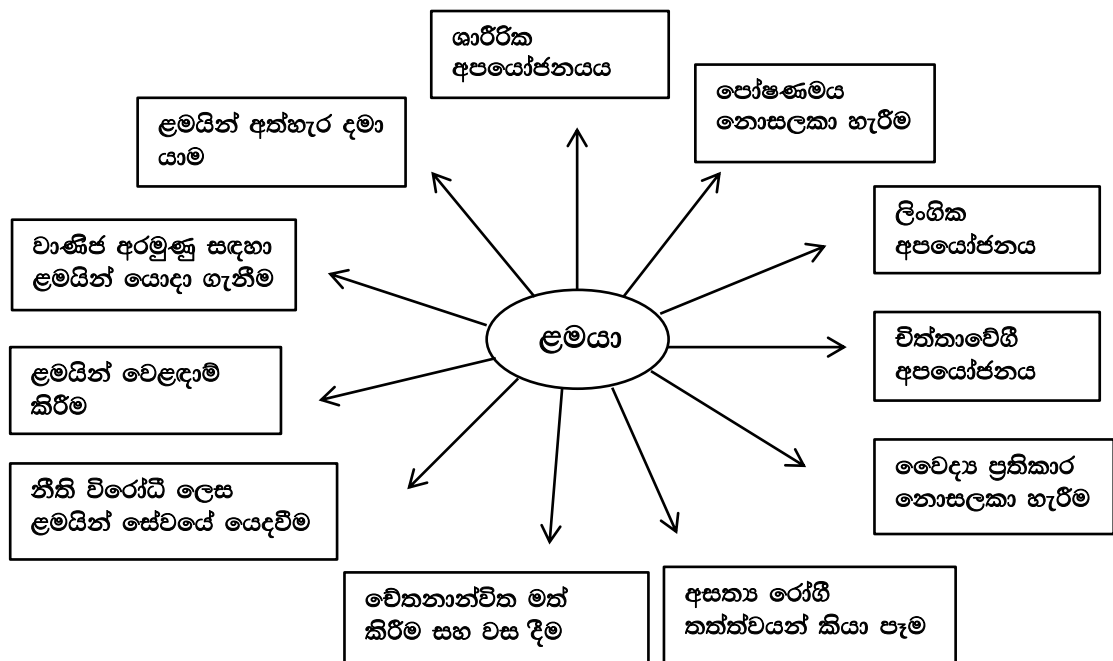 ශාරීරික
අපයෝජනයය
පෝෂණමය
නොසලකා හැරීම
ළමයින් අත්හැර දමා
යාම
ලිංගික
අපයෝජනය
වාණිජ අරමුණු සඳහා
ළමයින් යොදා ගැනීම
ළමයා
චිත්තාවේගී
අපයෝජනය
ළමයින් වෙළඳාම්
කිරීම
වෛද්‍ය ප්‍රතිකාර
නොසලකා හැරීම
නීති විරෝධී ලෙස
ළමයින් සේවයේ යෙදවීම
චේතනාන්විත මත්
කිරීම සහ වස දීම
අසත්‍ය රෝගී
තත්ත්වයන් කියා පෑම